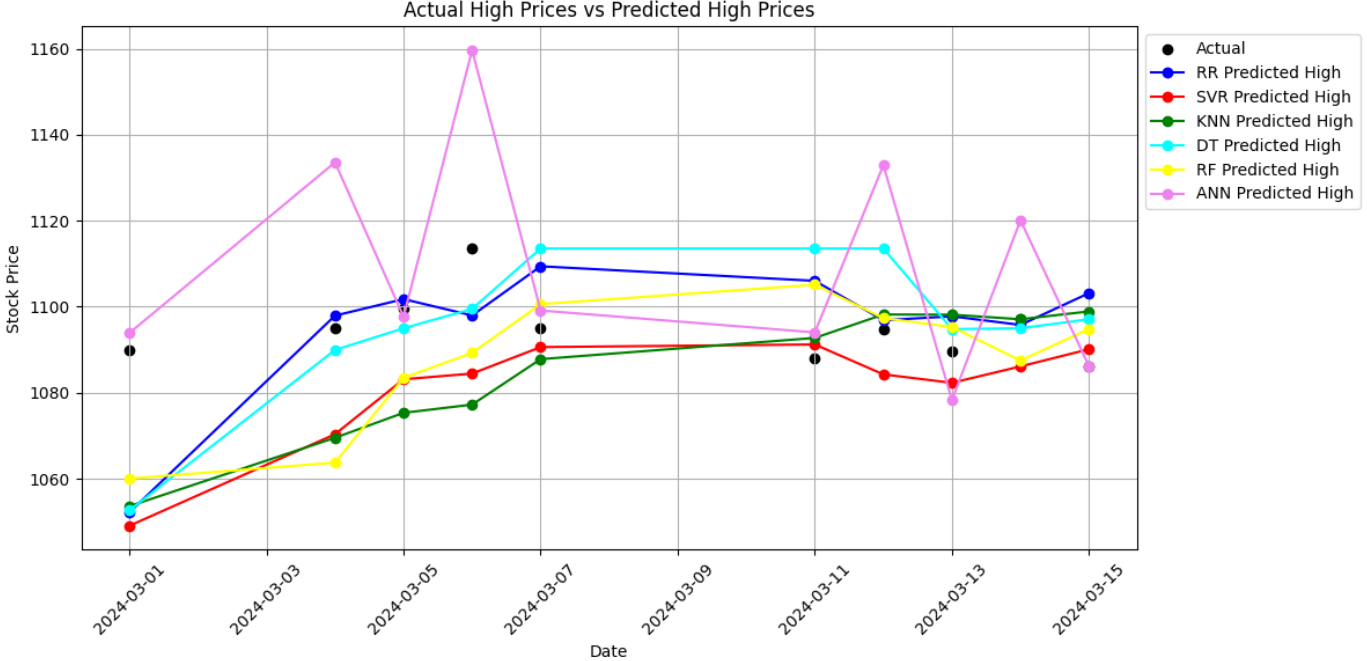 Actual High Prices vs Predicted High Prices
1160
1140
1120
1100
1080
1060
Stock Price
2024-03-01
2024-03-03
2024-03-05
2024-03-07
2024-03-09
2024-03-11
2024-03-13
2024-03-15
Date
Actual
RR Predicted High
SVR Predicted High
KNN Predicted High
DT Predicted High
RF Predicted High
ANN Predicted High